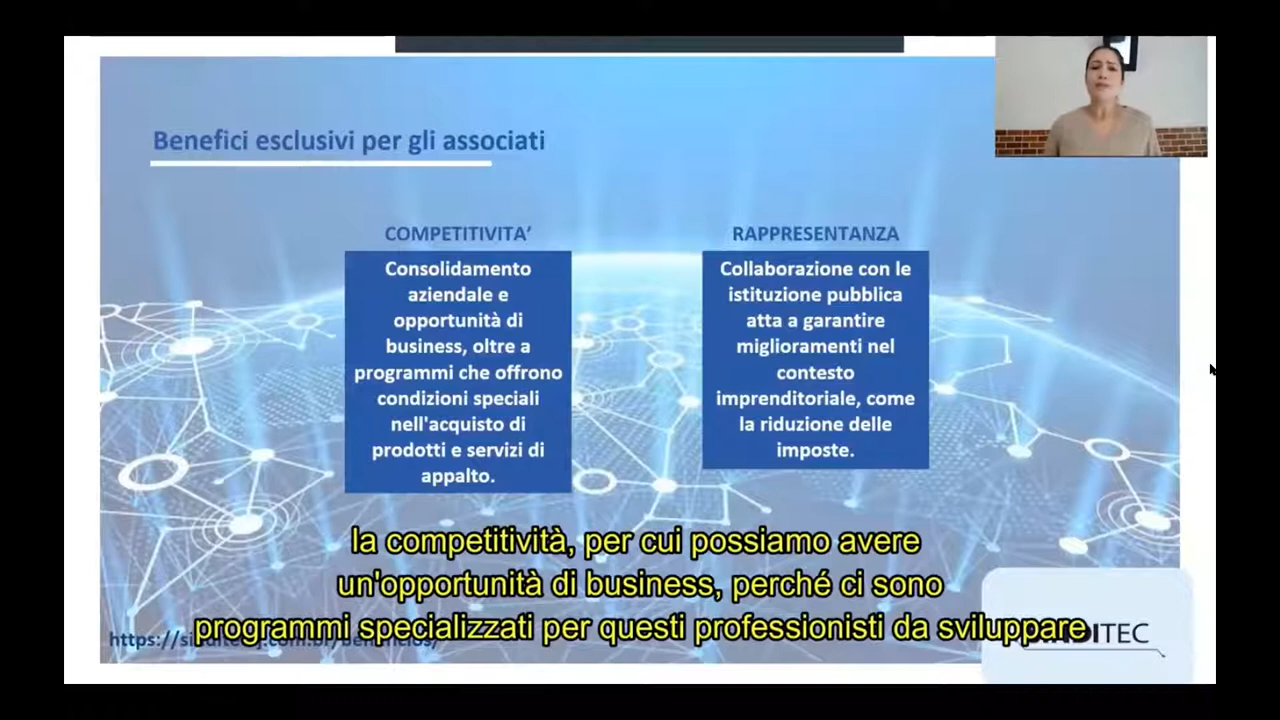 Benefici esclusivi per gli associati
COMPETITIVITA’
Consolidamento
aziendale e
opportunità di
business, oltre a
programmi che offrono
condizioni speciali
nell'acquisto di
prodotti e servizi di
appalto.
RAPPRESENTANZA
Collaborazione con le
istituzione pubblica
atta a garantire
miglioramenti nel
contesto
imprenditoriale, come
la riduzione delle
imposte.
la competitività, per cui possiamo avere
un'opportunità di business, perché ci sono
programmi specializzati per questi professionisti da sviluppare